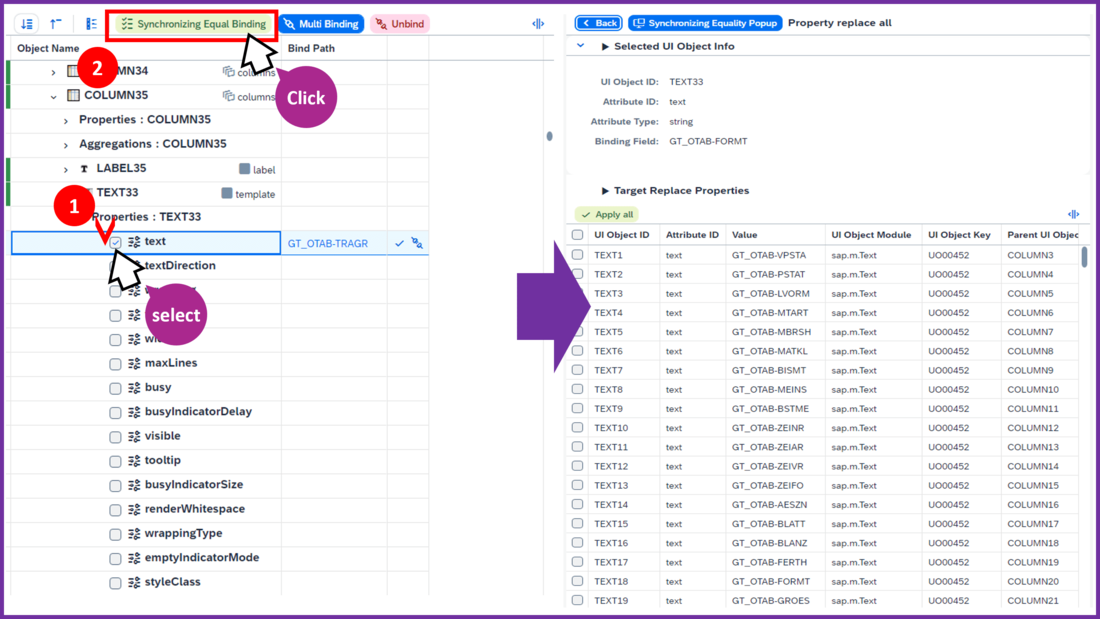 Synchronizing Equal Binding Multi Binding Unbind
Object Name Bind Path
2
MN34 columns
COLUMN35 columns
Click
Properties : COLUMN35
Aggregations : COLUMN35
LABEL35 label
TEXT33 template
1
Properties : TEXT33
text GT_OTAB-TRAGR
textDirection
select
maxLines
busy
busyIndicatorDelay
visible
tooltip
busyIndicatorSize
renderWhitespace
wrappingType
emptyIndicatorMode
styleClass
Back Synchronizing Equality Popup Property replace all
Selected UI Object Info
UI Object ID: TEXT33
Attribute ID: text
Attribute Type: string
Binding Field: GT_OTAB-FORMT
Target Replace Properties
Apply all
UI Object ID Attribute ID Value UI Object Module UI Object Key Parent UI Objec
TEXT1 text GT_OTAB-VPSTA sap.m.Text UO00452 COLUMN3
TEXT2 text GT_OTAB-PSTAT sap.m.Text UO00452 COLUMN4
TEXT3 text GT_OTAB-LVORM sap.m.Text UO00452 COLUMN5
TEXT4 text GT_OTAB-MTART sap.m.Text UO00452 COLUMN6
TEXT5 text GT_OTAB-MBRSH sap.m.Text UO00452 COLUMN7
TEXT6 text GT_OTAB-MATKL sap.m.Text UO00452 COLUMN8
TEXT7 text GT_OTAB-BISMT sap.m.Text UO00452 COLUMN9
TEXT8 text GT_OTAB-MEINS sap.m.Text UO00452 COLUMN10
TEXT9 text GT_OTAB-BSTME sap.m.Text UO00452 COLUMN11
TEXT10 text GT_OTAB-ZEINR sap.m.Text UO00452 COLUMN12
TEXT11 text GT_OTAB-ZEIAR sap.m.Text UO00452 COLUMN13
TEXT12 text GT_OTAB-ZEIVR sap.m.Text UO00452 COLUMN14
TEXT13 text GT_OTAB-ZEIFO sap.m.Text UO00452 COLUMN15
TEXT14 text GT_OTAB-AESZN sap.m.Text UO00452 COLUMN16
TEXT15 text GT_OTAB-BLATT sap.m.Text UO00452 COLUMN17
TEXT16 text GT_OTAB-BLANZ sap.m.Text UO00452 COLUMN18
TEXT17 text GT_OTAB-FERTH sap.m.Text UO00452 COLUMN19
TEXT18 text GT_OTAB-FORMT sap.m.Text UO00452 COLUMN20
TEXT19 text GT_OTAB-GROES sap.m.Text UO00452 COLUMN21